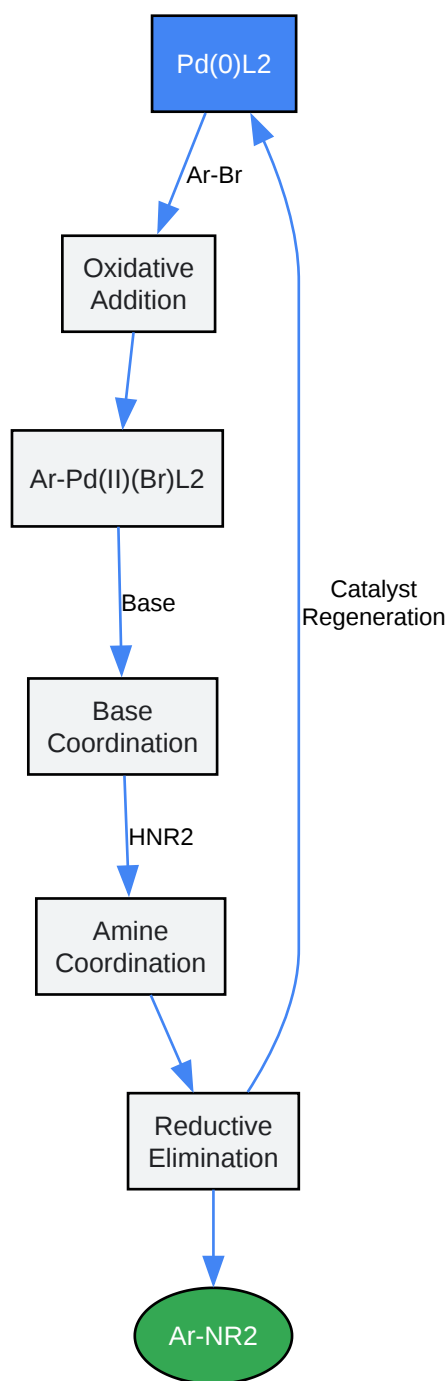 Pd(0)L2
Ar-Br
Oxidative
Addition
Ar-Pd(II)(Br)L2
Catalyst
Regeneration
Base
Base
Coordination
HNR2
Amine
Coordination
Reductive
Elimination
Ar-NR2